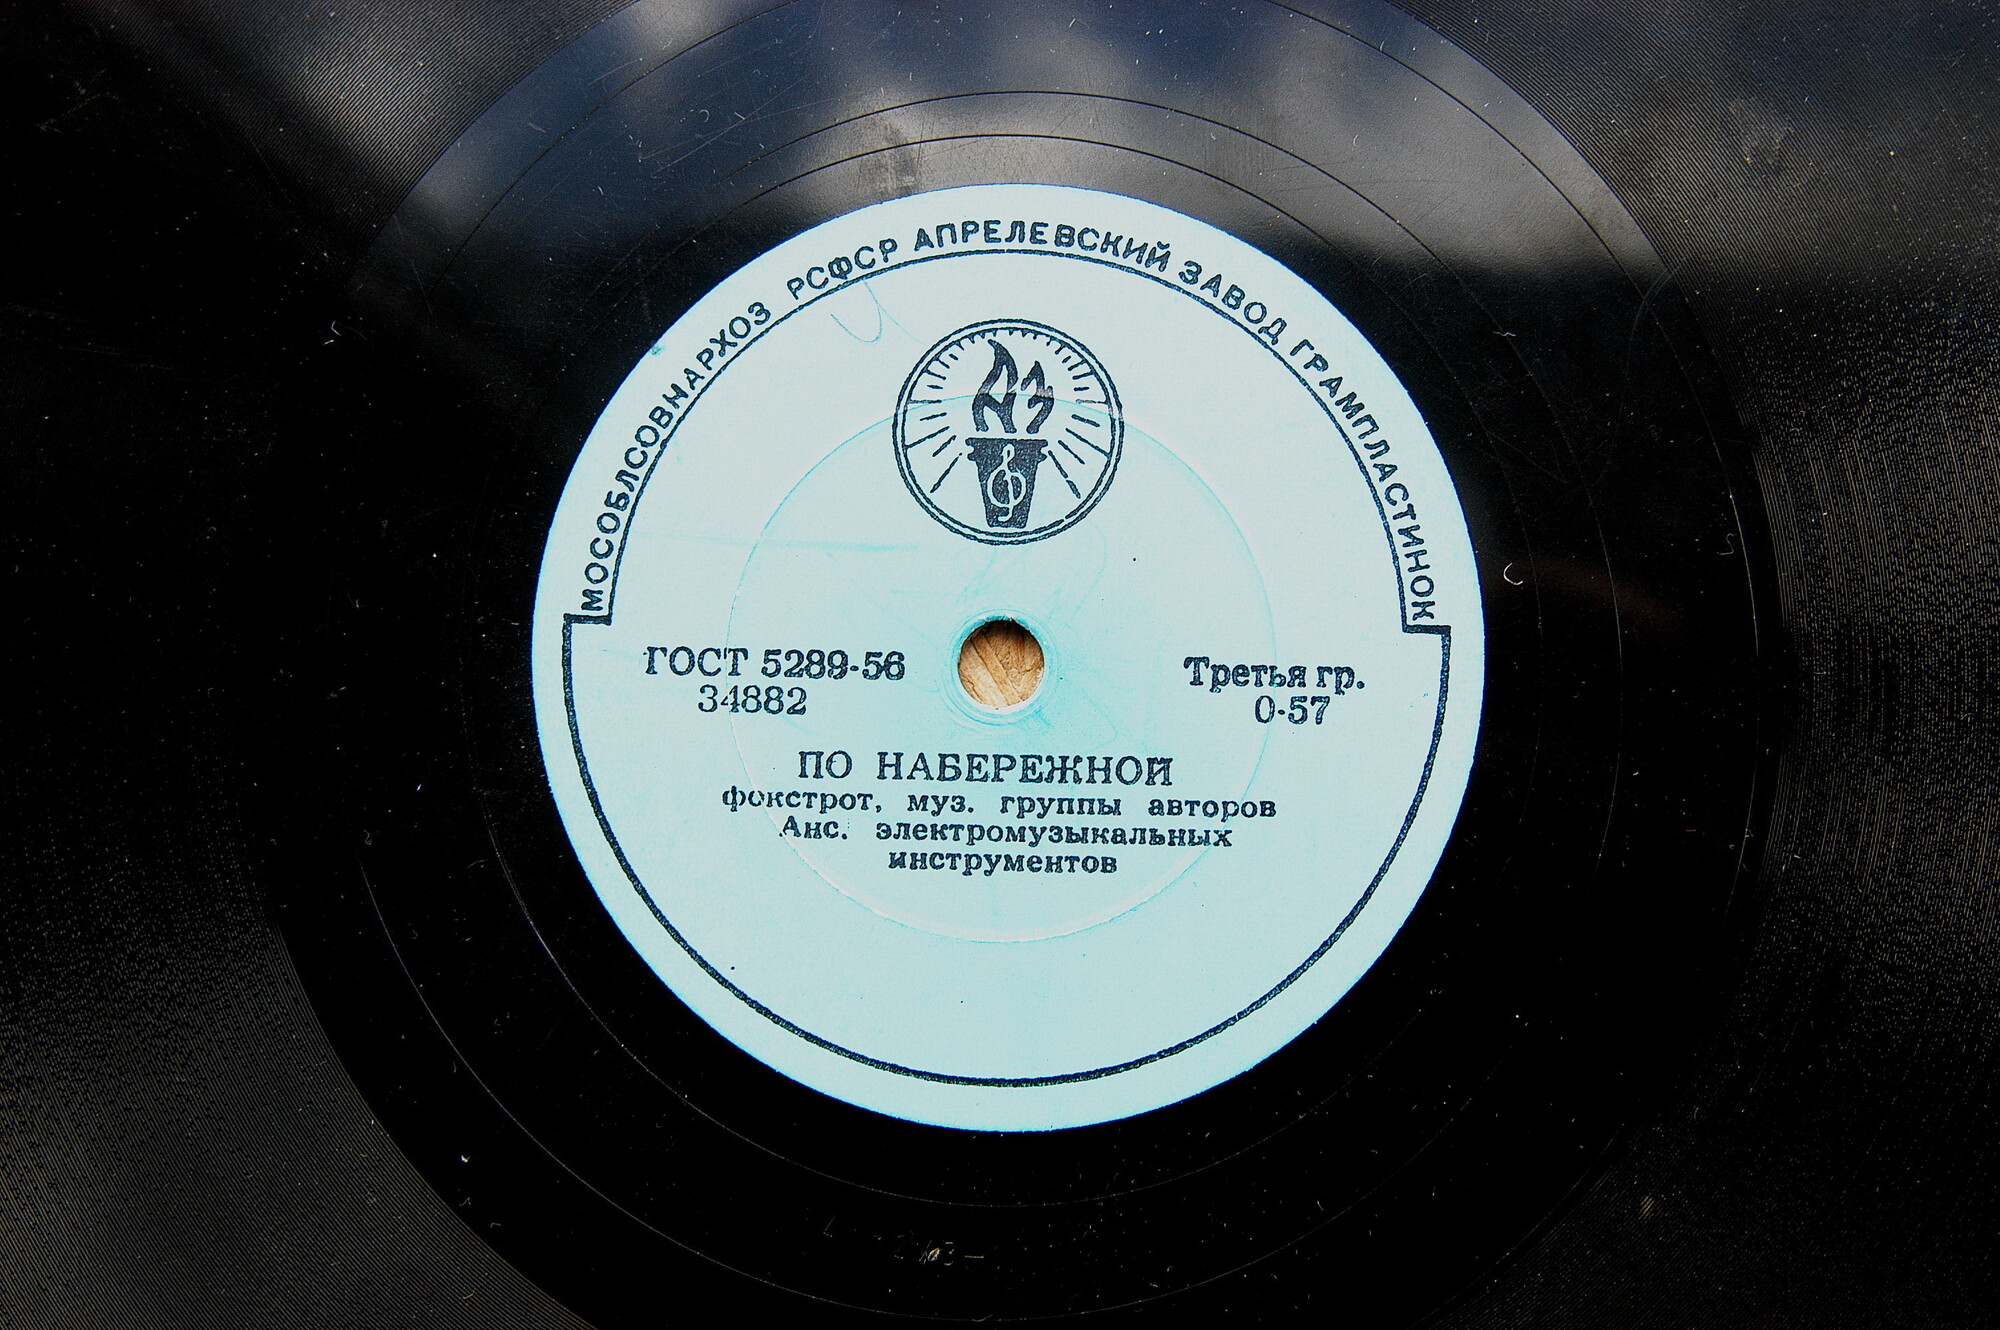 МОСОБЛСОВНАРХОЗ РСФСР АПРЕЛЕВСКИЙ ЗАВОД ГРАМПЛАСТИНОК
АЗ
ГОСТ 5289-56
34882
Третья гр.
0-57
ПО НАБЕРЕЖНОЙ
фокстрот, муз. группы авторов
Анс. электромузыкальных
инструментов